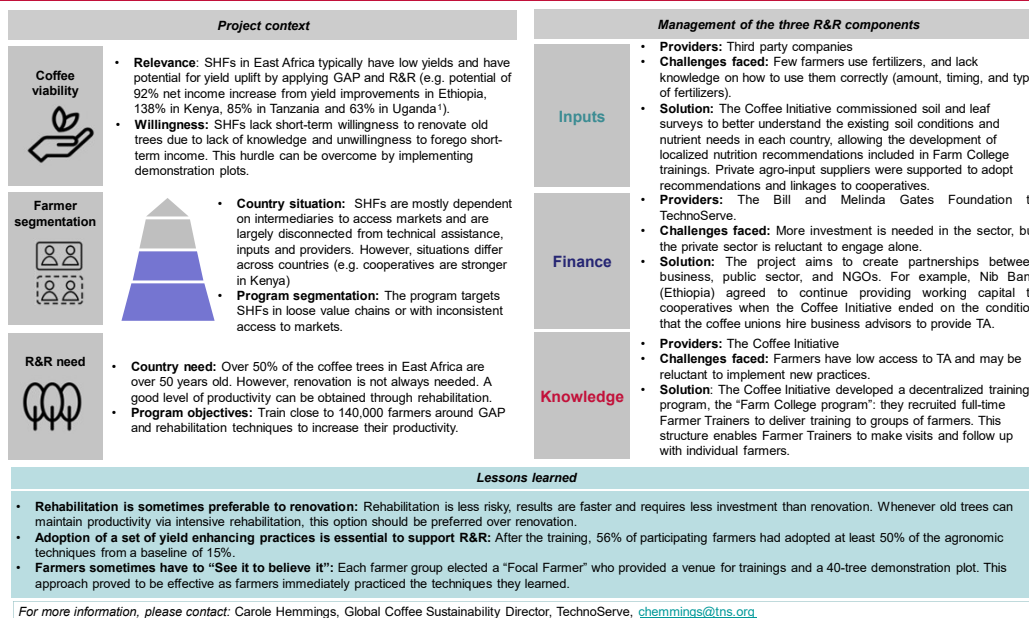 Project context
Coffee
viability
• Relevance: SHFs in East Africa typically have low yields and have
potential for yield uplift by applying GAP and R&R (e.g. potential of
92% net income increase from yield improvements in Ethiopia,
138% in Kenya, 85% in Tanzania and 63% in Uganda¹).
• Willingness: SHFs lack short-term willingness to renovate old
trees due to lack of knowledge and unwillingness to forego short-
term income. This hurdle can be overcome by implementing
demonstration plots.
Farmer
segmentation
• Country situation: SHFs are mostly dependent
on intermediaries to access markets and are
largely disconnected from technical assistance,
inputs and providers. However, situations differ
across countries (e.g. cooperatives are stronger
in Kenya)
• Program segmentation: The program targets
SHFs in loose value chains or with inconsistent
access to markets.
R&R need
• Country need: Over 50% of the coffee trees in East Africa are
over 50 years old. However, renovation is not always needed. A
good level of productivity can be obtained through rehabilitation.
• Program objectives: Train close to 140,000 farmers around GAP
and rehabilitation techniques to increase their productivity.
Management of the three R&R components
Inputs
• Providers: Third party companies
• Challenges faced: Few farmers use fertilizers, and lack
knowledge on how to use them correctly (amount, timing, and typ
of fertilizers).
• Solution: The Coffee Initiative commissioned soil and leaf
surveys to better understand the existing soil conditions and
nutrient needs in each country, allowing the development of
localized nutrition recommendations included in Farm College
trainings. Private agro-input suppliers were supported to adopt
recommendations and linkages to cooperatives.
Finance
• Providers: The Bill and Melinda Gates Foundation t
TechnoServe.
• Challenges faced: More investment is needed in the sector, bu
the private sector is reluctant to engage alone.
• Solution: The project aims to create partnerships betwee
business, public sector, and NGOs. For example, Nib Ban
(Ethiopia) agreed to continue providing working capital t
cooperatives when the Coffee Initiative ended on the conditio
that the coffee unions hire business advisors to provide TA.
Knowledge
• Providers: The Coffee Initiative
• Challenges faced: Farmers have low access to TA and may be
reluctant to implement new practices.
• Solution: The Coffee Initiative developed a decentralized training
program, the “Farm College program”: they recruited full-time
Farmer Trainers to deliver training to groups of farmers. This
structure enables Farmer Trainers to make visits and follow up
with individual farmers.
Lessons learned
• Rehabilitation is sometimes preferable to renovation: Rehabilitation is less risky, results are faster and requires less investment than renovation. Whenever old trees can
maintain productivity via intensive rehabilitation, this option should be preferred over renovation.
• Adoption of a set of yield enhancing practices is essential to support R&R: After the training, 56% of participating farmers had adopted at least 50% of the agronomic
techniques from a baseline of 15%.
• Farmers sometimes have to “See it to believe it”: Each farmer group elected a “Focal Farmer” who provided a venue for trainings and a 40-tree demonstration plot. This
approach proved to be effective as farmers immediately practiced the techniques they learned.
For more information, please contact: Carole Hemmings, Global Coffee Sustainability Director, TechnoServe, chemmings@tns.org